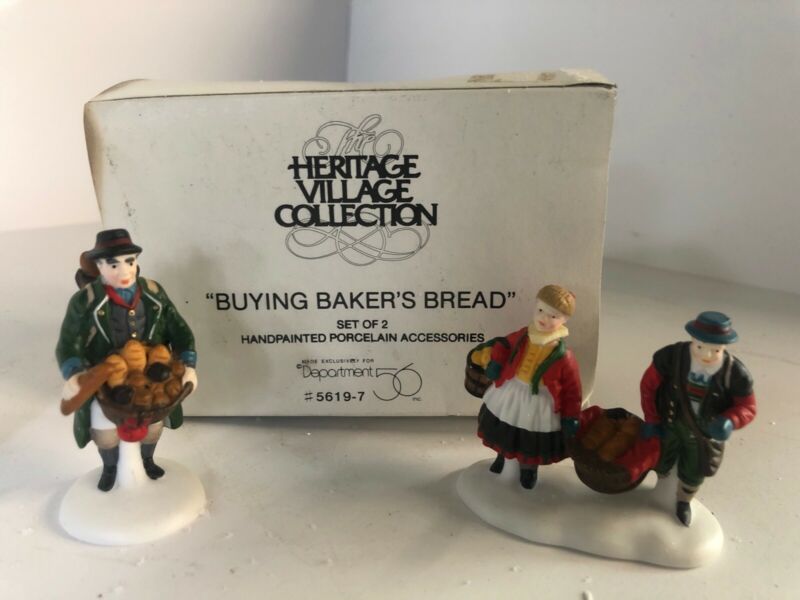 The
HERITAGE
VILLAGE
COLLECTION
"BUYING BAKER'S BREAD"
SET OF 2
HANDPAINTED PORCELAIN ACCESSORIES
MADE EXCLUSIVELY FOR
©Department 56 INC.
#5619-7